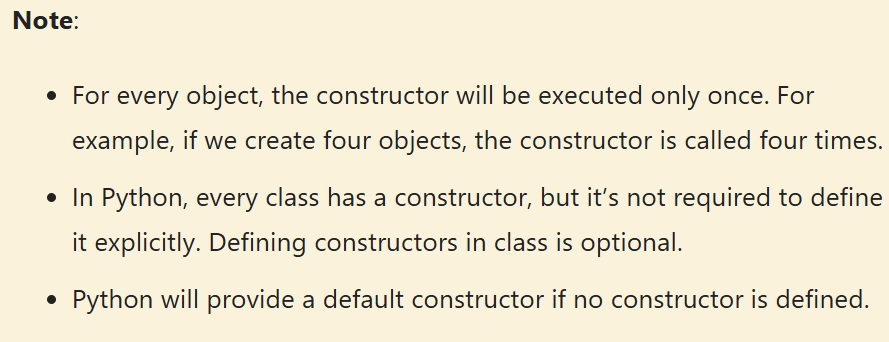 Note:
For every object, the constructor will be executed only once. For
example, if we create four objects, the constructor is called four times.
In Python, every class has a constructor, but it’s not required to define
it explicitly. Defining constructors in class is optional.
Python will provide a default constructor if no constructor is defined.